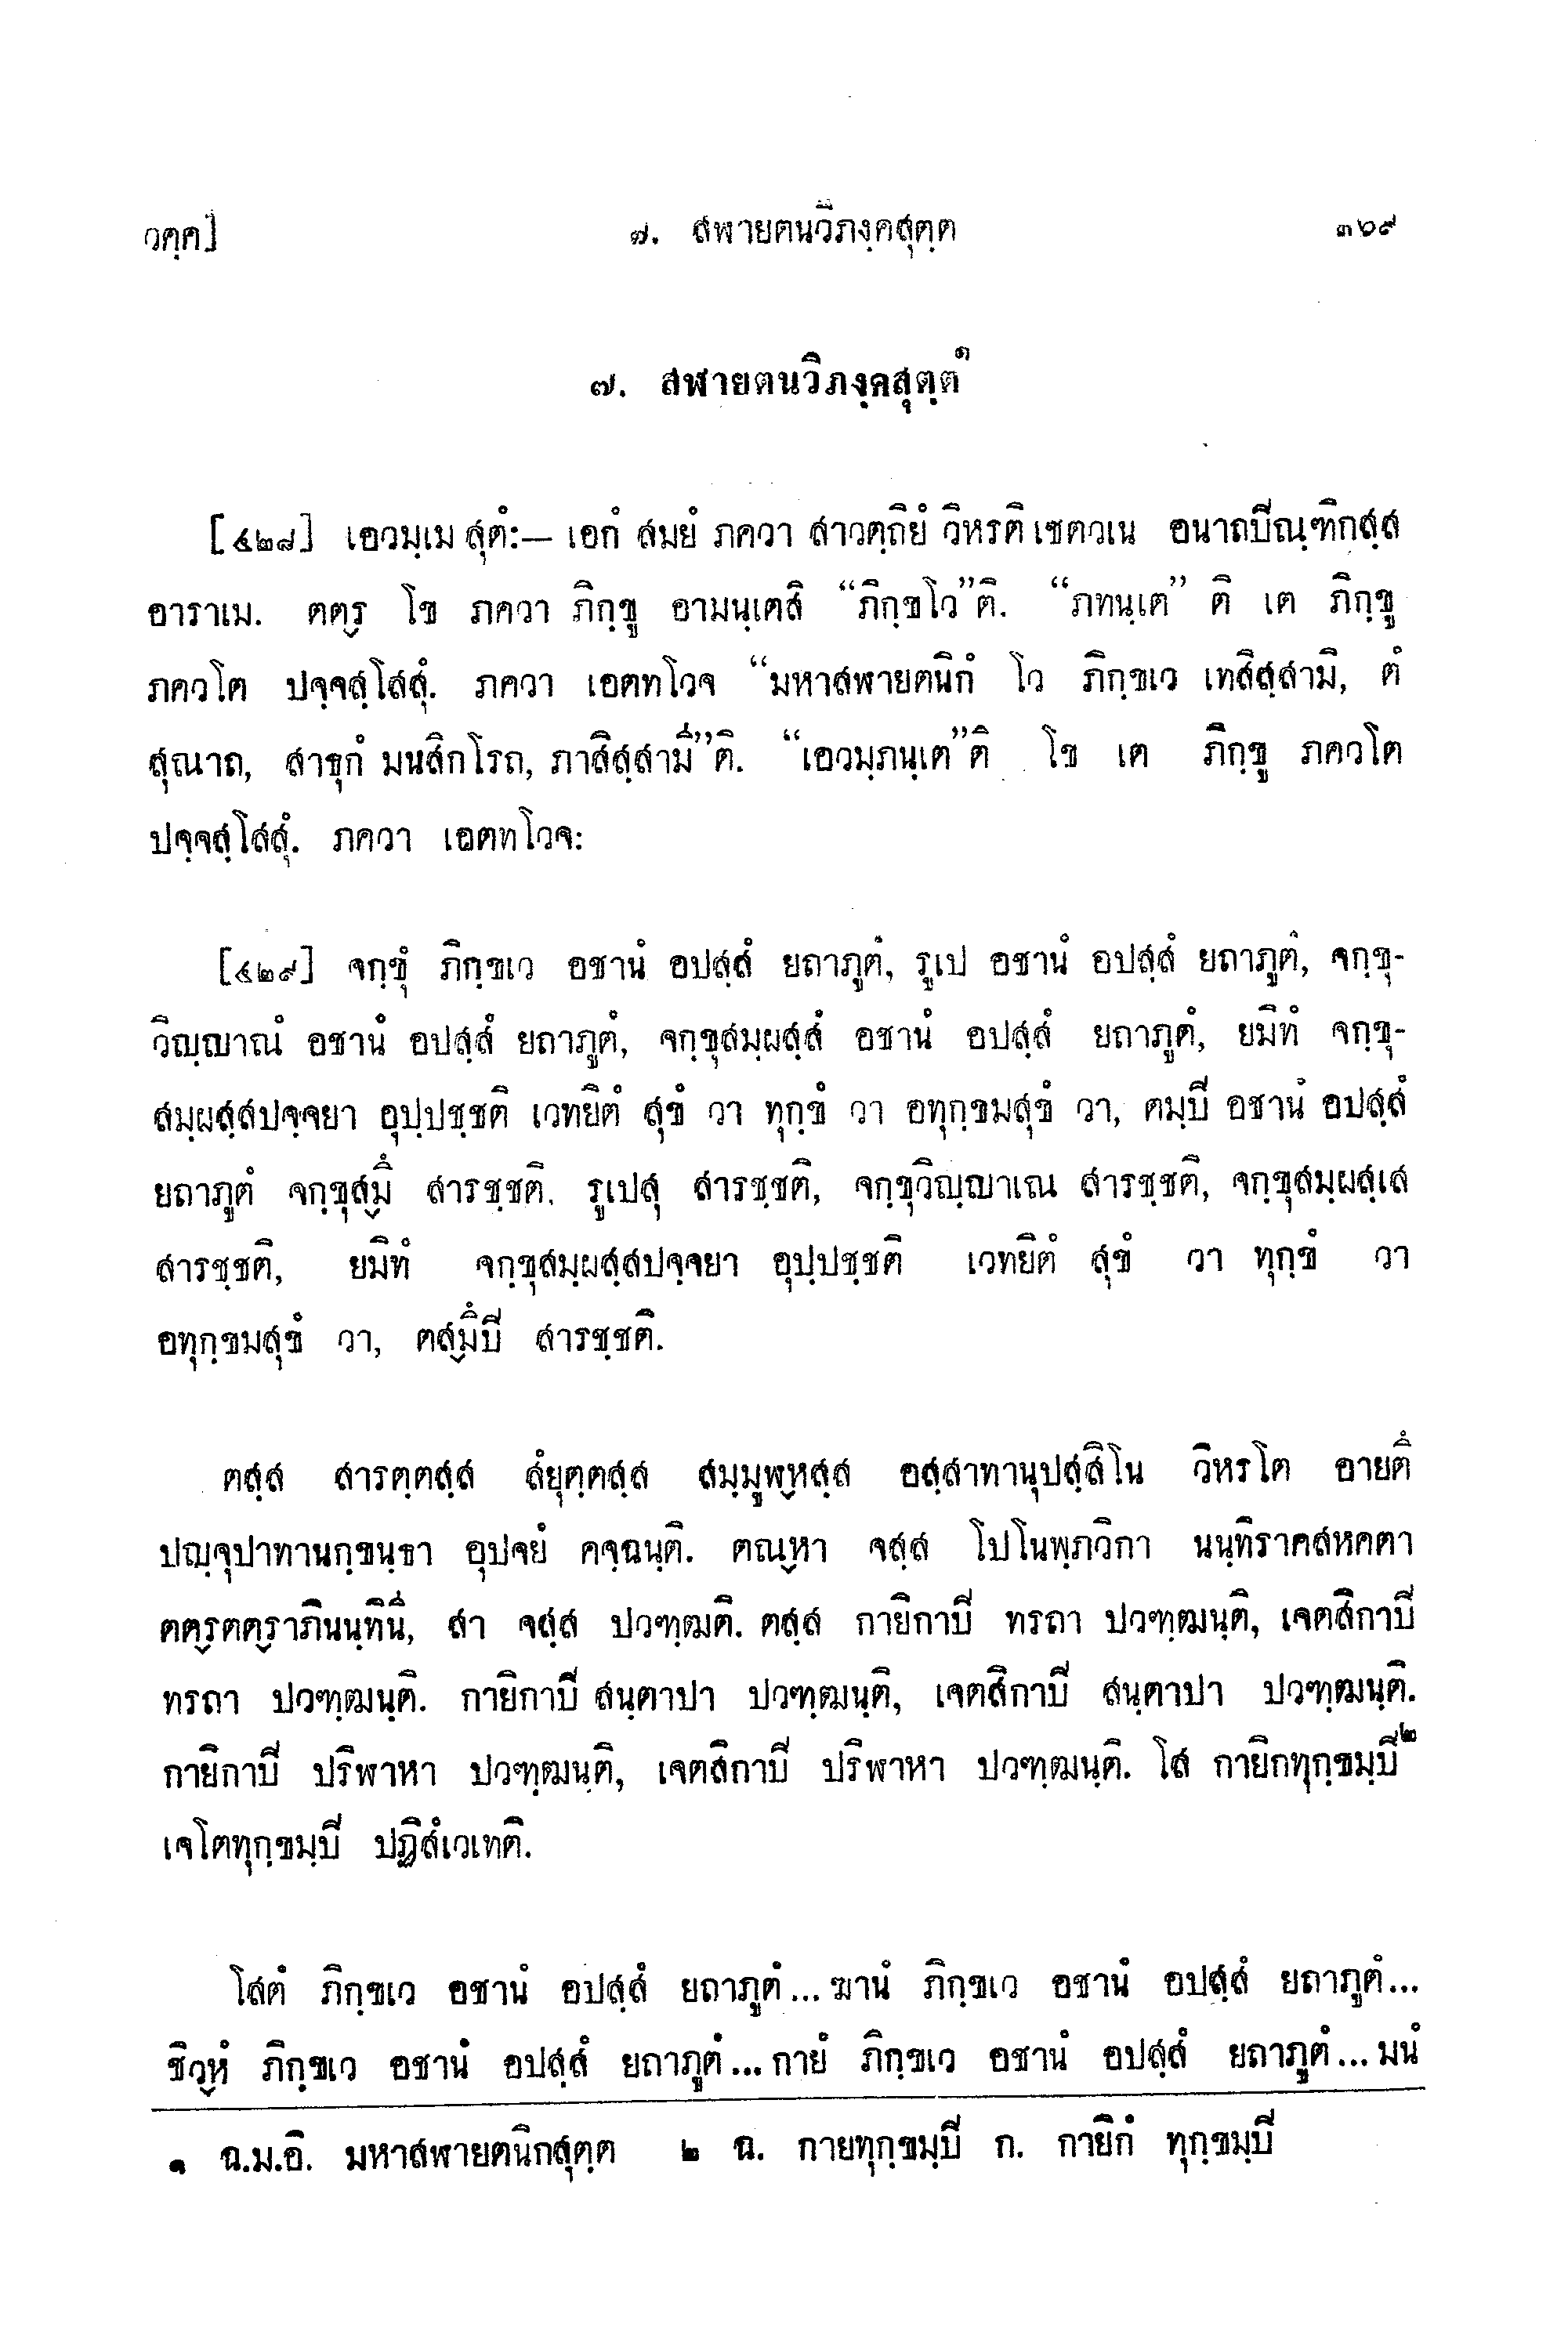 วคฺค]
๗. สฬายตนวิภงฺคสุตฺต
๓๖๙
๗. สฬายตนวิภงฺคสุตฺตํ๑
[๔๒๘] เอวมฺเม สุตํ:– เอกํ สมยํ ภควา สาวตฺถิยํ วิหรติ เชตวเน อนาถปิณฺฑิกสฺส
อาราเม. ตตฺร โข ภควา ภิกฺขู อามนฺเตสิ “ภิกฺขโว”ติ. “ภทนฺเต” ติ เต ภิกฺขู
ภควโต ปจฺจสฺโสสุํ. ภควา เอตทโวจ “มหาสฬายตนิกํ โว ภิกฺขเว เทสิสฺสามิ, ตํ
สุณาถ, สาธุกํ มนสิกโรถ, ภาสิสฺสามี”ติ. “เอวมฺภนฺเต”ติ โข เต ภิกฺขู ภควโต
ปจฺจสฺโสสุํ. ภควา เอตทโวจ:
[๔๒๙] จกฺขุํ ภิกฺขเว อชานํ อปสฺสํ ยถาภูตํ, รูเป อชานํ อปสฺสํ ยถาภูตํ, จกฺขุ-
วิญฺญาณํ อชานํ อปสฺสํ ยถาภูตํ, จกฺขุสมฺผสฺสํ อชานํ อปสฺสํ ยถาภูตํ, ยมิทํ จกฺขุ-
สมฺผสฺสปจฺจยา อุปฺปชฺชติ เวทยิตํ สุขํ วา ทุกฺขํ วา อทุกฺขมสุขํ วา, ตมฺปิ อชานํ อปสฺสํ
ยถาภูตํ จกฺขุสฺมิํ สารชฺชติ. รูเปสุ สารชฺชติ, จกฺขุวิญฺญาเณ สารชฺชติ, จกฺขุสมฺผสฺเส
สารชฺชติ, ยมิทํ จกฺขุสมฺผสฺสปจฺจยา อุปฺปชฺชติ เวทยิตํ สุขํ วา ทุกฺขํ วา
อทุกฺขมสุขํ วา, ตสฺมิํปิ สารชฺชติ.
ตสฺส สารตฺตสฺส สํยุตฺตสฺส สมฺมูฬฺหสฺส อสฺสาทานุปสฺสิโน วิหรโต อายติํ
ปญฺจุปาทานกฺขนฺธา อุปจยํ คจฺฉนฺติ. ตณฺหา จสฺส โปโนพฺภวิกา นนฺทิราคสหคตา
ตตฺรตตฺราภินนฺทินี, สา จสฺส ปวฑฺฒติ. ตสฺส กายิกาปิ ทรถา ปวฑฺฒนฺติ, เจตสิกาปิ
ทรถา ปวฑฺฒนฺติ. กายิกาปิ สนฺตาปา ปวฑฺฒนฺติ, เจตสิกาปิ สนฺตาปา ปวฑฺฒนฺติ.
กายิกาปิ ปริฬาหา ปวฑฺฒนฺติ, เจตสิกาปิ ปริฬาหา ปวฑฺฒนฺติ. โส กายิกทุกฺขมฺปิ๒
เจโตทุกฺขมฺปิ ปฏิสํเวเทติ.
โสตํ ภิกฺขเว อชานํ อปสฺสํ ยถาภูตํ... ฆานํ ภิกฺขเว อชานํ อปสฺสํ ยถาภูตํ...
ชิวฺหํ ภิกฺขเว อชานํ อปสฺสํ ยถาภูตํ... กายํ ภิกฺขเว อชานํ อปสฺสํ ยถาภูตํ... มนํ
๑ ฉ.ม.อิ. มหาสฬายตนิกสุตฺต ๒ ฉ. กายทุกฺขมฺปิ ก. กายิกํ ทุกฺขมฺปิ